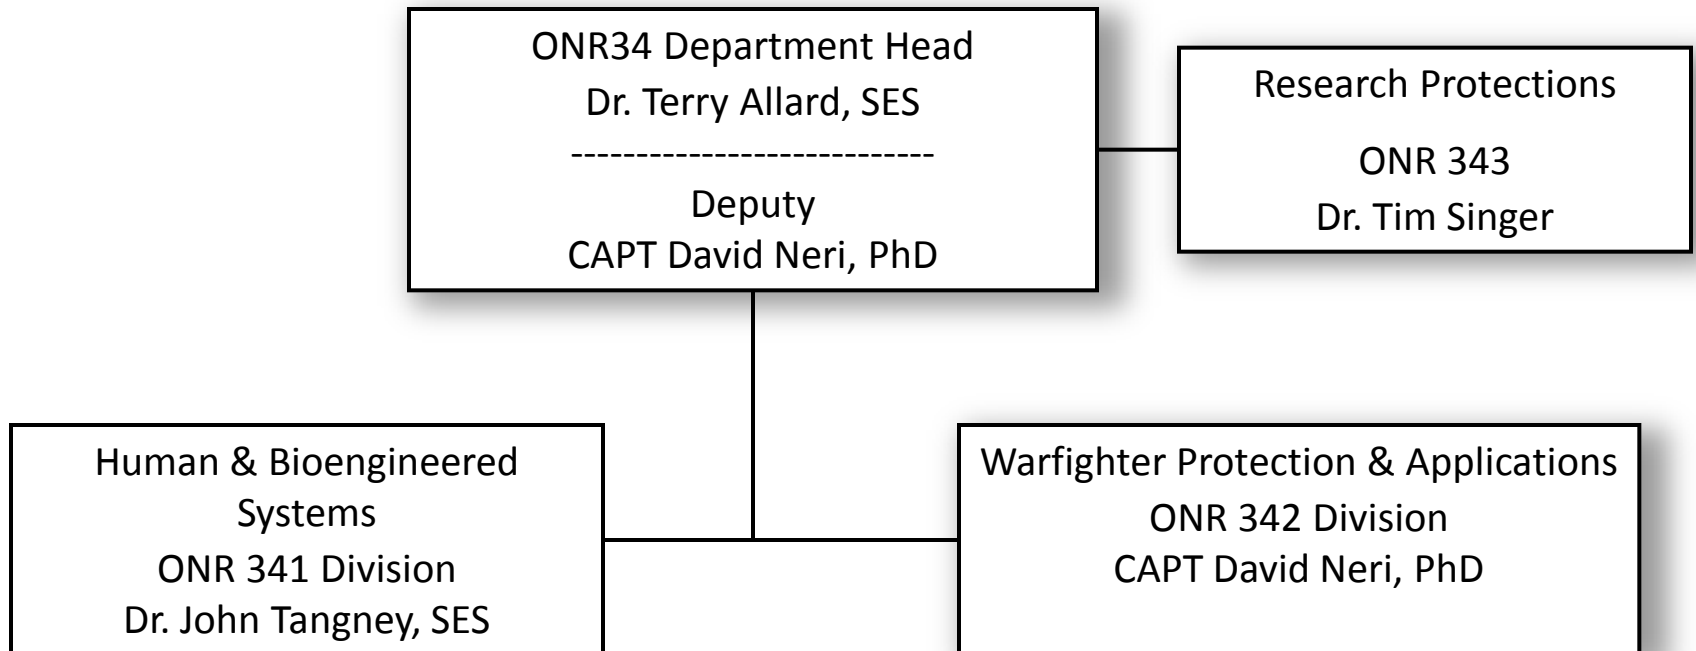 ONR34 Department Head
Dr. Terry Allard, SES
----------------------------
Deputy
CAPT David Neri, PhD
Research Protections
ONR 343
Dr. Tim Singer
Human & Bioengineered
Systems
ONR 341 Division
Dr. John Tangney, SES
Warfighter Protection & Applications
ONR 342 Division
CAPT David Neri, PhD